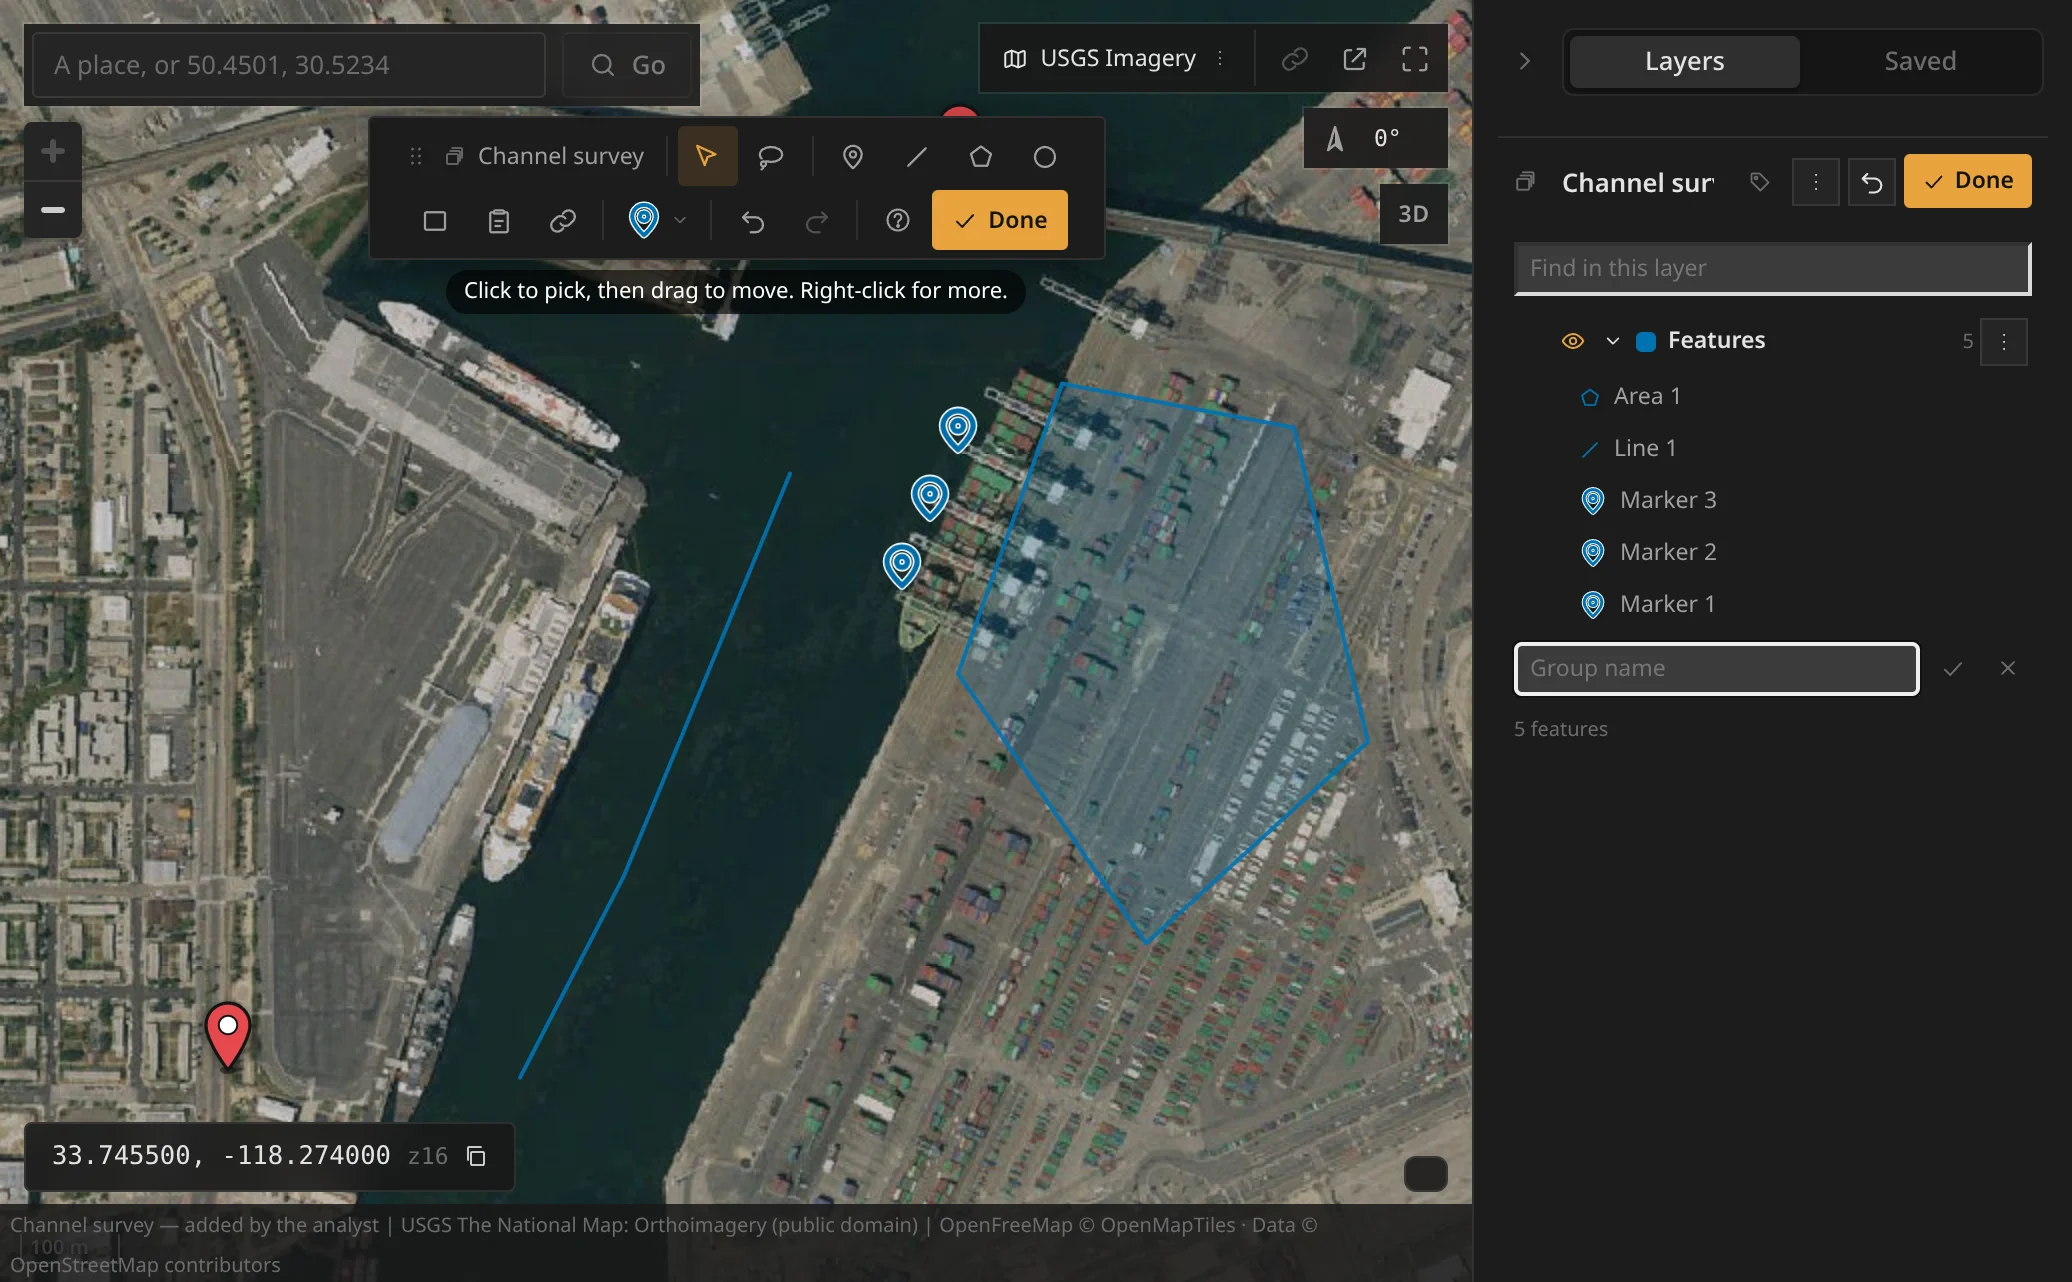 A place, or 50.4501, 30.5234
Go
USGS Imagery
Layers
Saved
Channel survey
0°
Done
3D
Click to pick, then drag to move. Right-click for more.
Channel sur
Done
Find in this layer
Features
5
Area 1
Line 1
Marker 3
Marker 2
Marker 1
Group name
5 features
33.745500, -118.274000 z16
Channel survey — added by the analyst | USGS The National Map: Orthoimagery (public domain) | OpenFreeMap © OpenMapTiles · Data ©
100 m
OpenStreetMap contributors